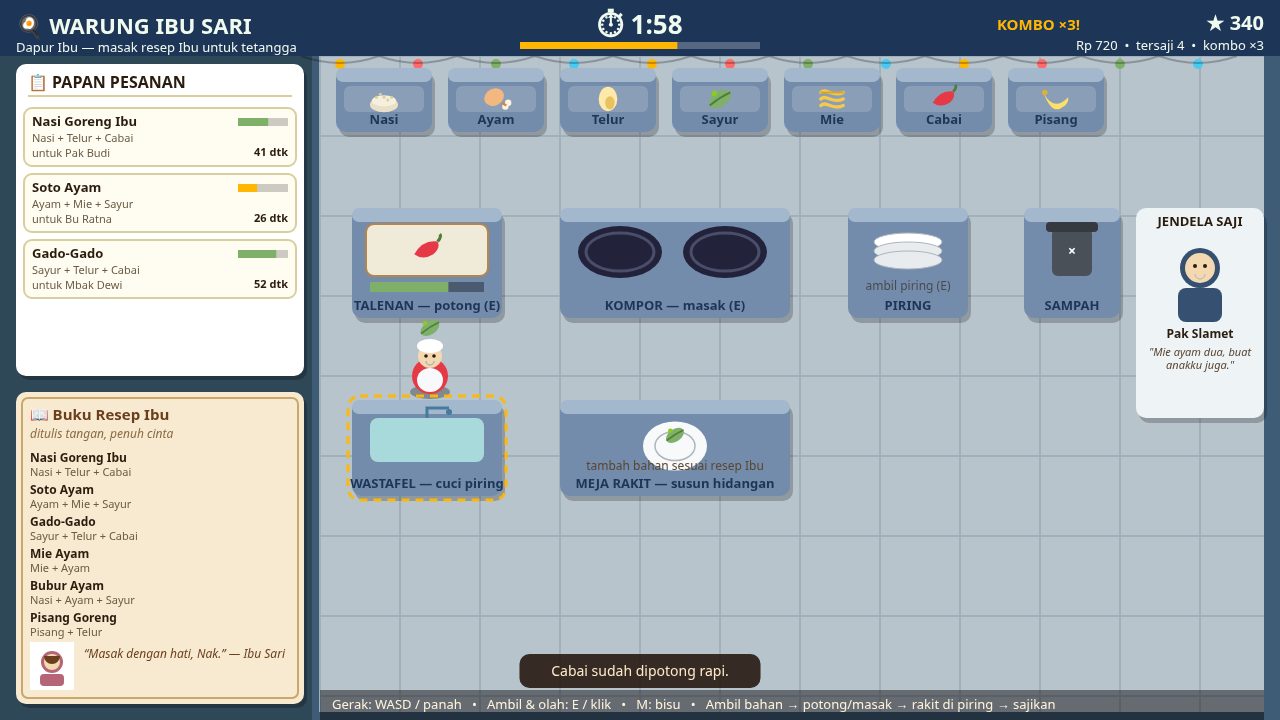 WARUNG IBU SARI
Dapur Ibu — masak resep Ibu untuk tetangga
1:58
KOMBO ×3!
★ 340
Rp 720 • tersaji 4 • kombo ×3
PAPAN PESANAN
Nasi Goreng Ibu
Nasi + Telur + Cabai
untuk Pak Budi
41 dtk
Soto Ayam
Ayam + Mie + Sayur
untuk Bu Ratna
26 dtk
Gado-Gado
Sayur + Telur + Cabai
untuk Mbak Dewi
52 dtk
Buku Resep Ibu
ditulis tangan, penuh cinta
Nasi Goreng Ibu
Nasi + Telur + Cabai
Soto Ayam
Ayam + Mie + Sayur
Gado-Gado
Sayur + Telur + Cabai
Mie Ayam
Mie + Ayam
Bubur Ayam
Nasi + Ayam + Sayur
Pisang Goreng
Pisang + Telur
“Masak dengan hati, Nak.” — Ibu Sari
Nasi
Ayam
Telur
Sayur
Mie
Cabai
Pisang
TALENAN — potong (E)
KOMPOR — masak (E)
ambil piring (E)
PIRING
×
SAMPAH
JENDELA SAJI
Pak Slamet
"Mie ayam dua, buat
anakku juga."
WASTAFEL — cuci piring
tambah bahan sesuai resep Ibu
MEJA RAKIT — susun hidangan
Cabai sudah dipotong rapi.
Gerak: WASD / panah • Ambil & olah: E / klik • M: bisu • Ambil bahan → potong/masak → rakit di piring → sajikan